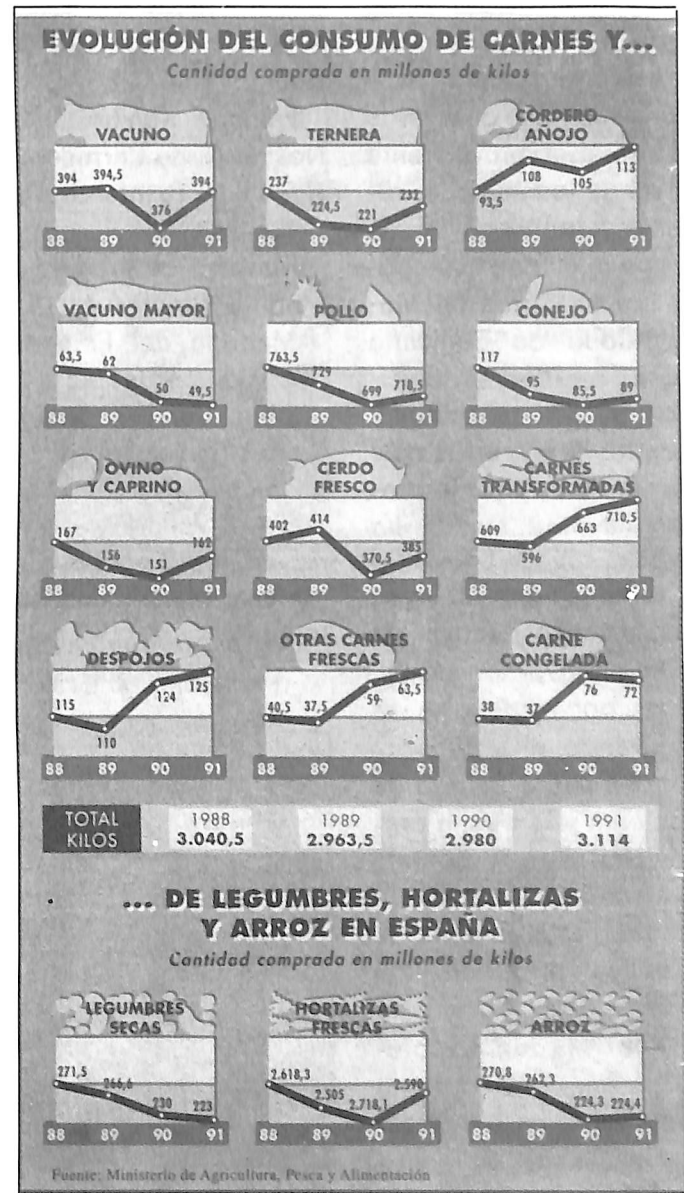 EVOLUCIÓN DEL CONSUMO DE CARNES Y...
Cantidad comprada en millones de kilos
VACUNO
394 394,5 376 394
88 89 90 91
TERNERA
237 224,5 221 232
88 89 90 91
CORDERO
AÑOJO
93,5 108 105 113
88 89 90 91
VACUNO MAYOR
63,5 62 50 49,5
88 89 90 91
POLLO
763,5 729 699 718,5
88 89 90 91
CONEJO
117 95 85,5 89
88 89 90 91
OVINO
Y CAPRINO
167 156 151 162
88 89 90 91
CERDO
FRESCO
402 414 370,5 385
88 89 90 91
CARNES
TRANSFORMADAS
609 596 663 710,5
88 89 90 91
DESPOJOS
115 110 124 125
88 89 90 91
OTRAS CARNES
FRESCAS
40,5 37,5 59 63,5
88 89 90 91
CARNE
CONGELADA
38 37 76 72
88 89 90 91
TOTAL KILOS
1988 1989 1990 1991
3.040,5 2.963,5 2.980 3.114
... DE LEGUMBRES, HORTALIZAS
Y ARROZ EN ESPAÑA
Cantidad comprada en millones de kilos
LEGUMBRES
SECAS
271,5 266,6 230 223
88 89 90 91
HORTALIZAS
FRESCAS
2.618,3 2.505 2.718,1 2.590
88 89 90 91
ARROZ
270,8 262,3 224,3 224,4
88 89 90 91
Fuente: Ministerio de Agricultura, Pesca y Alimentación